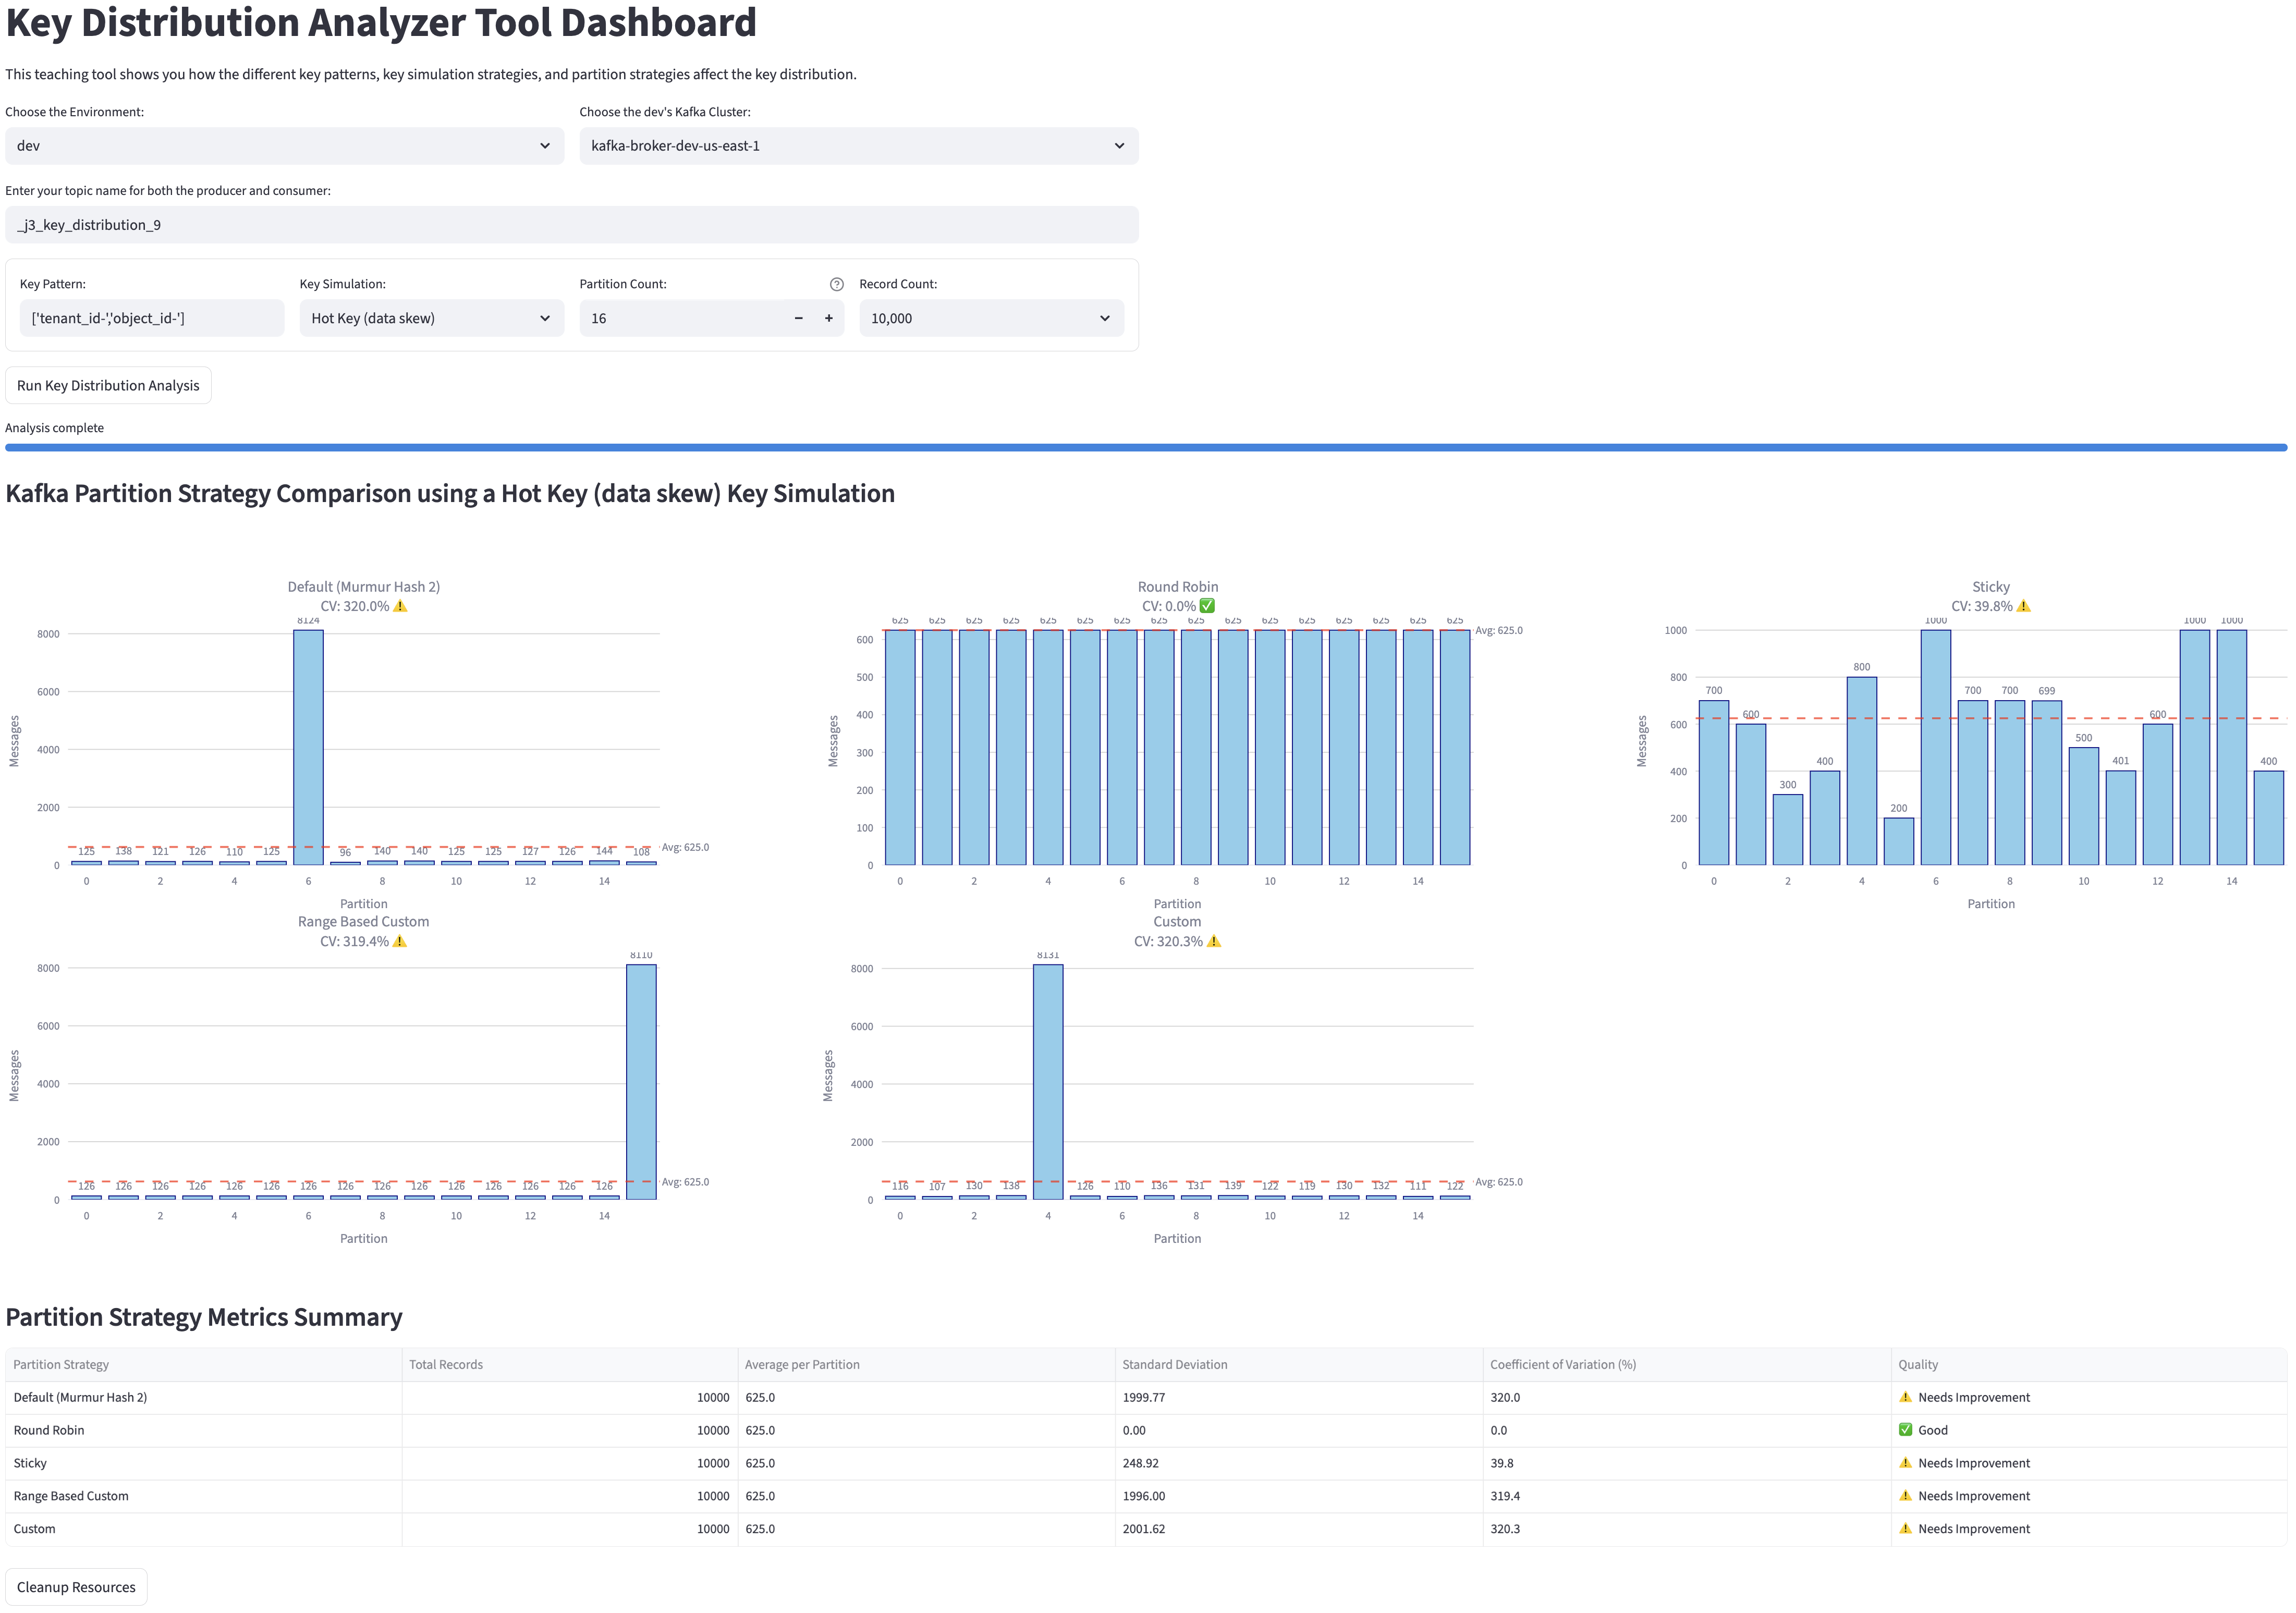 Key Distribution Analyzer Tool Dashboard
This teaching tool shows you how the different key patterns, key simulation strategies, and partition strategies affect the key distribution.
Choose the Environment:
Choose the dev's Kafka Cluster:
dev
kafka-broker-dev-us-east-1
Enter your topic name for both the producer and consumer:
_j3_key_distribution_9
Key Pattern:
Key Simulation:
Partition Count:
Record Count:
['tenant_id-','object_id-']
Hot Key (data skew)
16
10,000
Run Key Distribution Analysis
Analysis complete
Kafka Partition Strategy Comparison using a Hot Key (data skew) Key Simulation
Default (Murmur Hash 2)
CV: 320.0% ⚠️
8124
8000
6000
4000
2000
0
Messages
125 138 121 126 110 125 96 140 140 125 125 127 126 144 108
Avg: 625.0
0 2 4 6 8 10 12 14
Partition
Round Robin
CV: 0.0% ✅
625 625 625 625 625 625 625 625 625 625 625 625 625 625 625 625
Avg: 625.0
600
500
400
300
200
100
0
Messages
0 2 4 6 8 10 12 14
Partition
Sticky
CV: 39.8% ⚠️
1000
800
600
400
200
0
Messages
700 600 300 400 800 200 1000 700 700 699 500 401 600 1000 1000 400
0 2 4 6 8 10 12 14
Partition
Range Based Custom
CV: 319.4% ⚠️
8110
8000
6000
4000
2000
0
Messages
126 126 126 126 126 126 126 126 126 126 126 126 126 126 126
Avg: 625.0
0 2 4 6 8 10 12 14
Partition
Custom
CV: 320.3% ⚠️
8131
8000
6000
4000
2000
0
Messages
116 107 130 138 126 110 136 131 139 122 119 130 132 111 122
Avg: 625.0
0 2 4 6 8 10 12 14
Partition
Partition Strategy Metrics Summary
Partition Strategy Total Records Average per Partition Standard Deviation Coefficient of Variation (%) Quality
Default (Murmur Hash 2) 10000 625.0 1999.77 320.0 ⚠️ Needs Improvement
Round Robin 10000 625.0 0.00 0.0 ✅ Good
Sticky 10000 625.0 248.92 39.8 ⚠️ Needs Improvement
Range Based Custom 10000 625.0 1996.00 319.4 ⚠️ Needs Improvement
Custom 10000 625.0 2001.62 320.3 ⚠️ Needs Improvement
Cleanup Resources